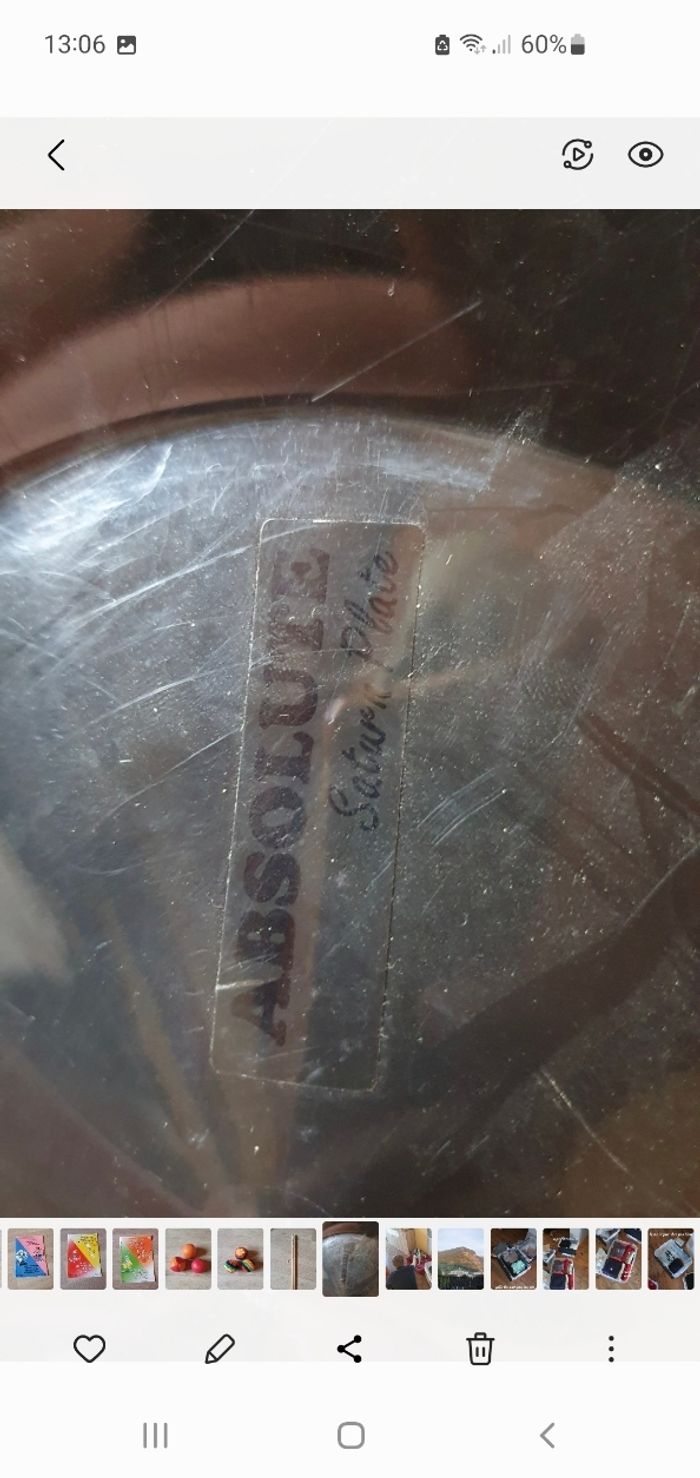 13:06
60%
ABSOLUTE
Saturn Plate